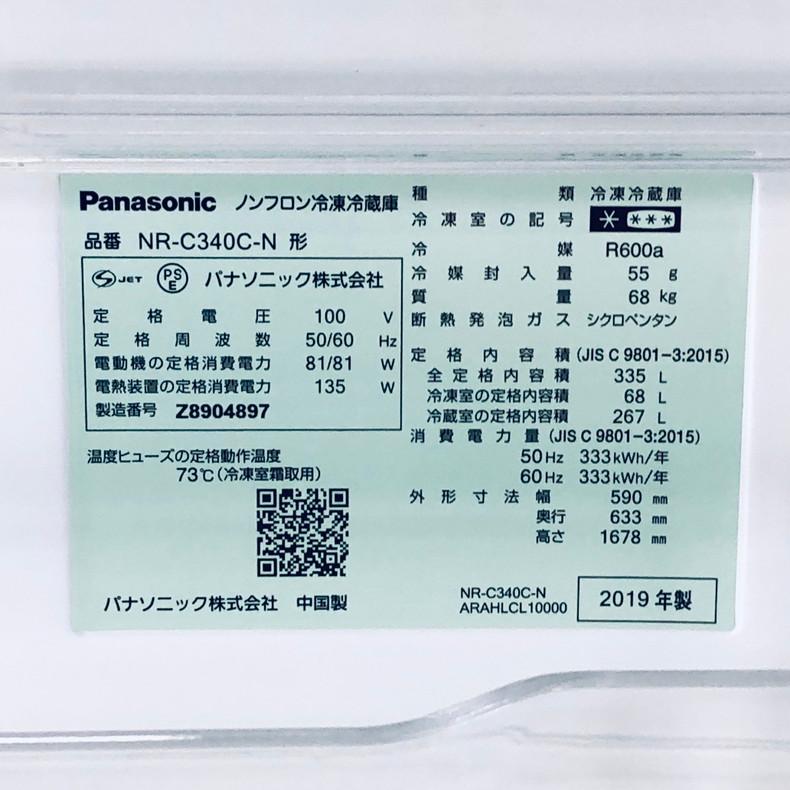 Panasonic ノンフロン冷凍冷蔵庫
品番 NR-C340C-N 形
S JET PSE パナソニック株式会社
定格電圧 100 V
定格周波数 50/60 Hz
電動機の定格消費電力 81/81 W
電熱装置の定格消費電力 135 W
製造番号 Z8904897
温度ヒューズの定格動作温度
73℃(冷凍室霜取用)
パナソニック株式会社 中国製
種類 冷凍冷蔵庫
冷凍室の記号 * ***
冷媒 R600a
冷媒封入量 55 g
質量 68 kg
断熱発泡ガス シクロペンタン
定格内容積 (JIS C 9801-3:2015)
全定格内容積 335 L
冷凍室の定格内容積 68 L
冷蔵室の定格内容積 267 L
消費電力量 (JIS C 9801-3:2015)
50Hz 333kWh/年
60Hz 333kWh/年
外形寸法 幅 590 mm
奥行 633 mm
高さ 1678 mm
NR-C340C-N
ARAHLCL10000
2019 年製